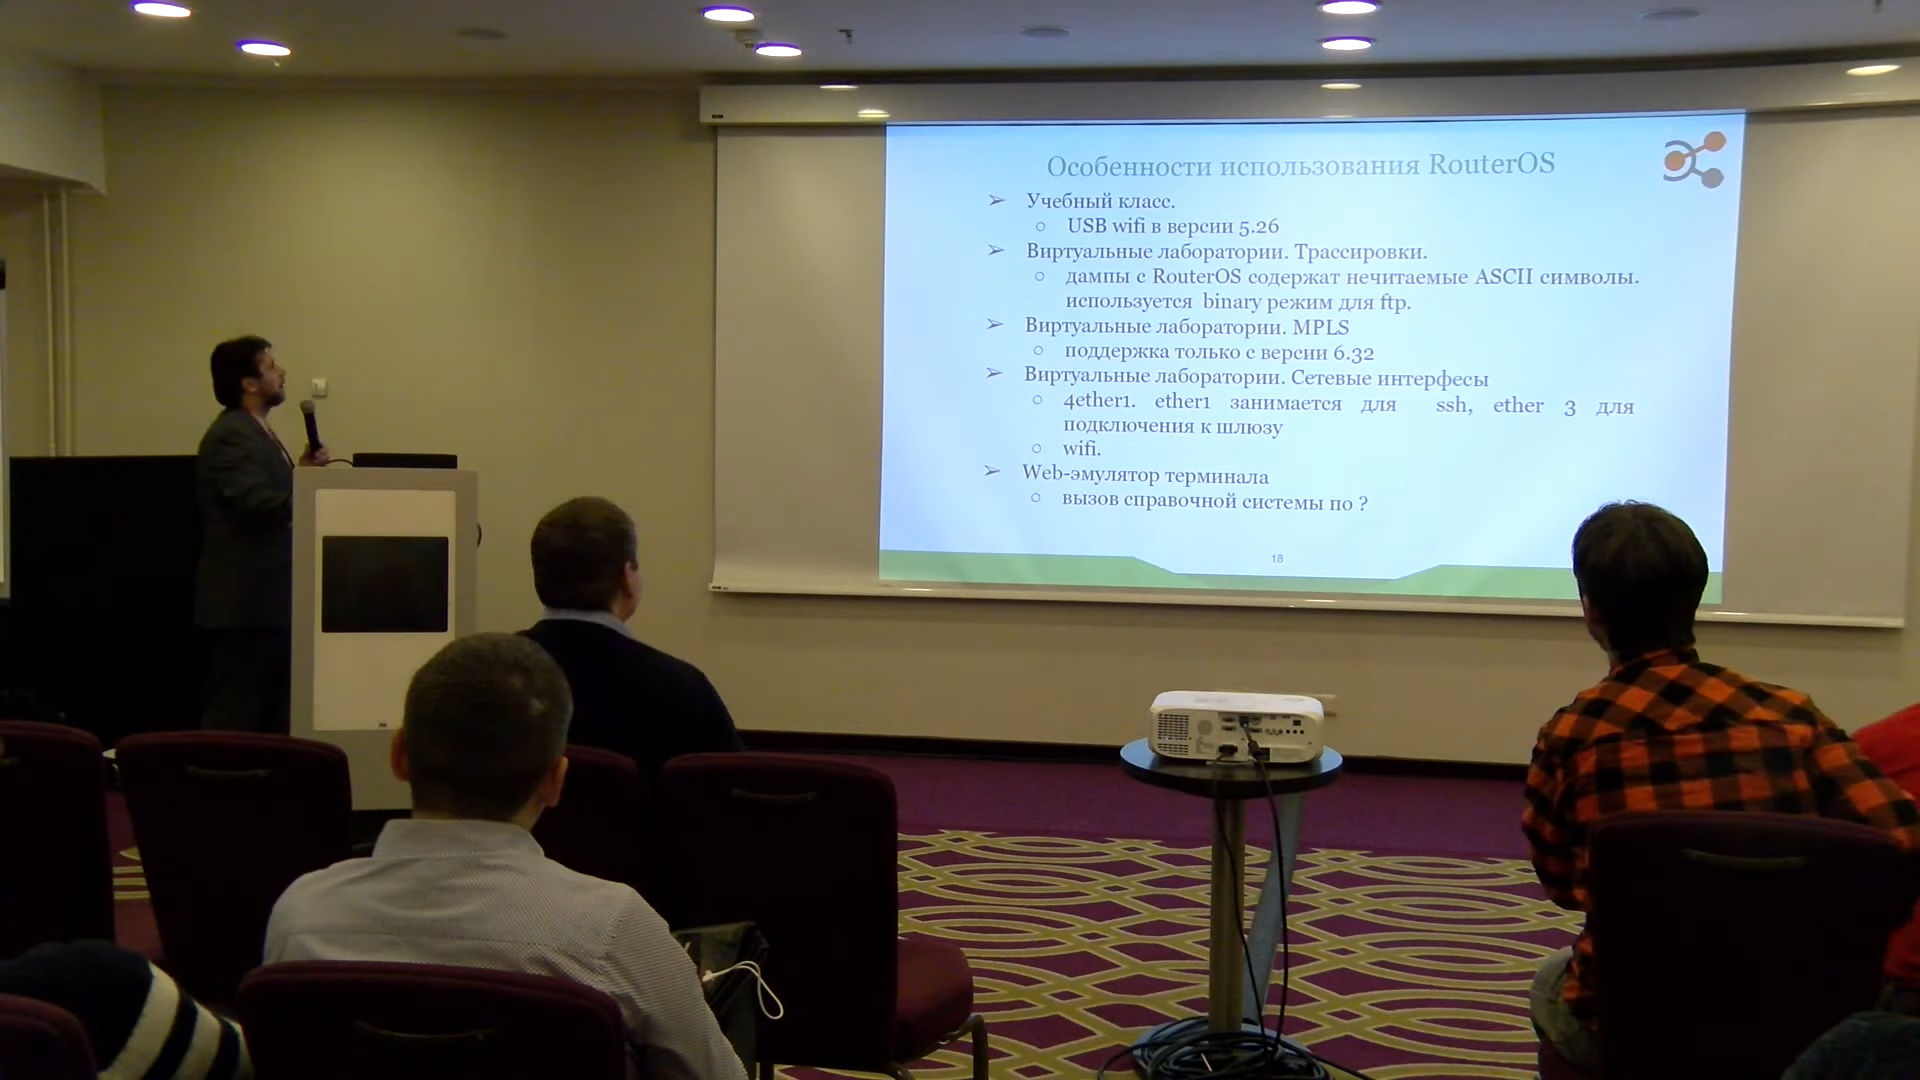 Особенности использования RouterOS
➢ Учебный класс.
○ USB wifi в версии 5.26
➢ Виртуальные лаборатории. Трассировки.
○ дампы с RouterOS содержат нечитаемые ASCII символы.
используется binary режим для ftp.
➢ Виртуальные лаборатории. MPLS
○ поддержка только с версии 6.32
➢ Виртуальные лаборатории. Сетевые интерфесы
○ 4ether1. ether1 занимается для ssh, ether 3 для
подключения к шлюзу
○ wifi.
➢ Web-эмулятор терминала
○ вызов справочной системы по ?
18